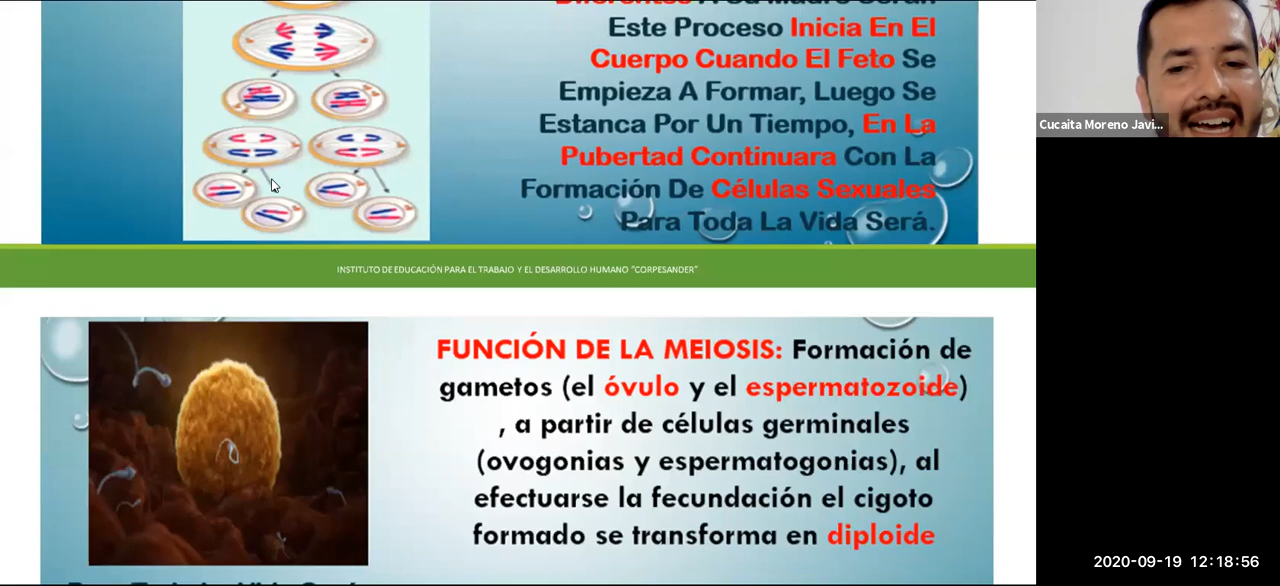 Diferentes A Su Madre Serán
Este Proceso Inicia En El
Cuerpo Cuando El Feto Se
Empieza A Formar, Luego Se
Estanca Por Un Tiempo, En La
Pubertad Continuara Con La
Formación De Células Sexuales
Para Toda La Vida Será.
INSTITUTO DE EDUCACIÓN PARA EL TRABAJO Y EL DESARROLLO HUMANO "CORPESANDER"
FUNCIÓN DE LA MEIOSIS: Formación de
gametos (el óvulo y el espermatozoide)
, a partir de células germinales
(ovogonias y espermatogonias), al
efectuarse la fecundación el cigoto
formado se transforma en diploide
Cucaita Moreno Javi...
2020-09-19 12:18:56